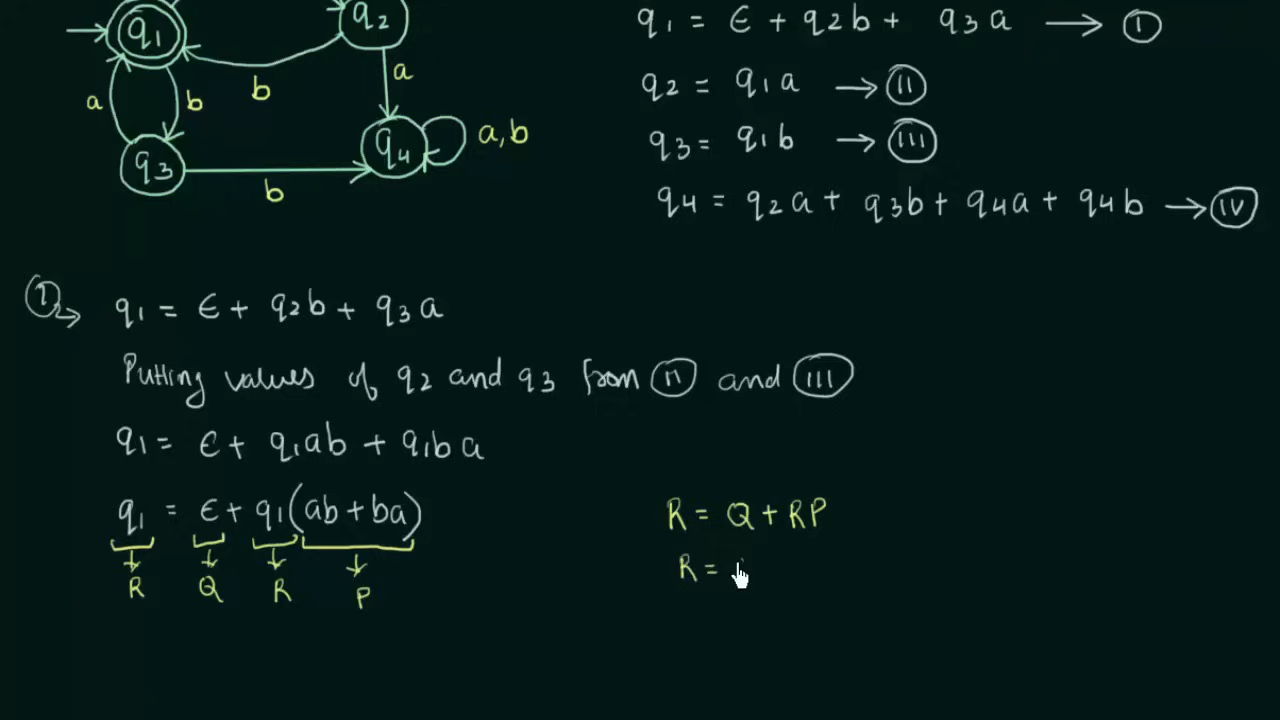 q1 q2
a b b a
q3 q4 a,b
b
q1 = ϵ + q2b + q3a → I
q2 = q1a → II
q3 = q1b → III
q4 = q2a + q3b + q4a + q4b → IV
I → q1 = ϵ + q2b + q3a
Putting values of q2 and q3 from II and III
q1 = ϵ + q1ab + q1ba
q1 = ϵ + q1(ab + ba)
R Q R P
R = Q + RP
R =